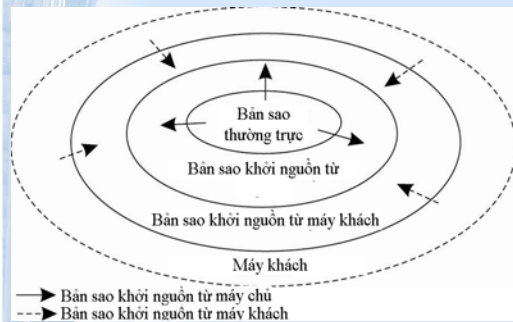 Bản sao
thường trực
Bản sao khởi nguồn từ
Bản sao khởi nguồn từ máy khách
Máy khách
Bản sao khởi nguồn từ máy chủ
Bản sao khởi nguồn từ máy khách